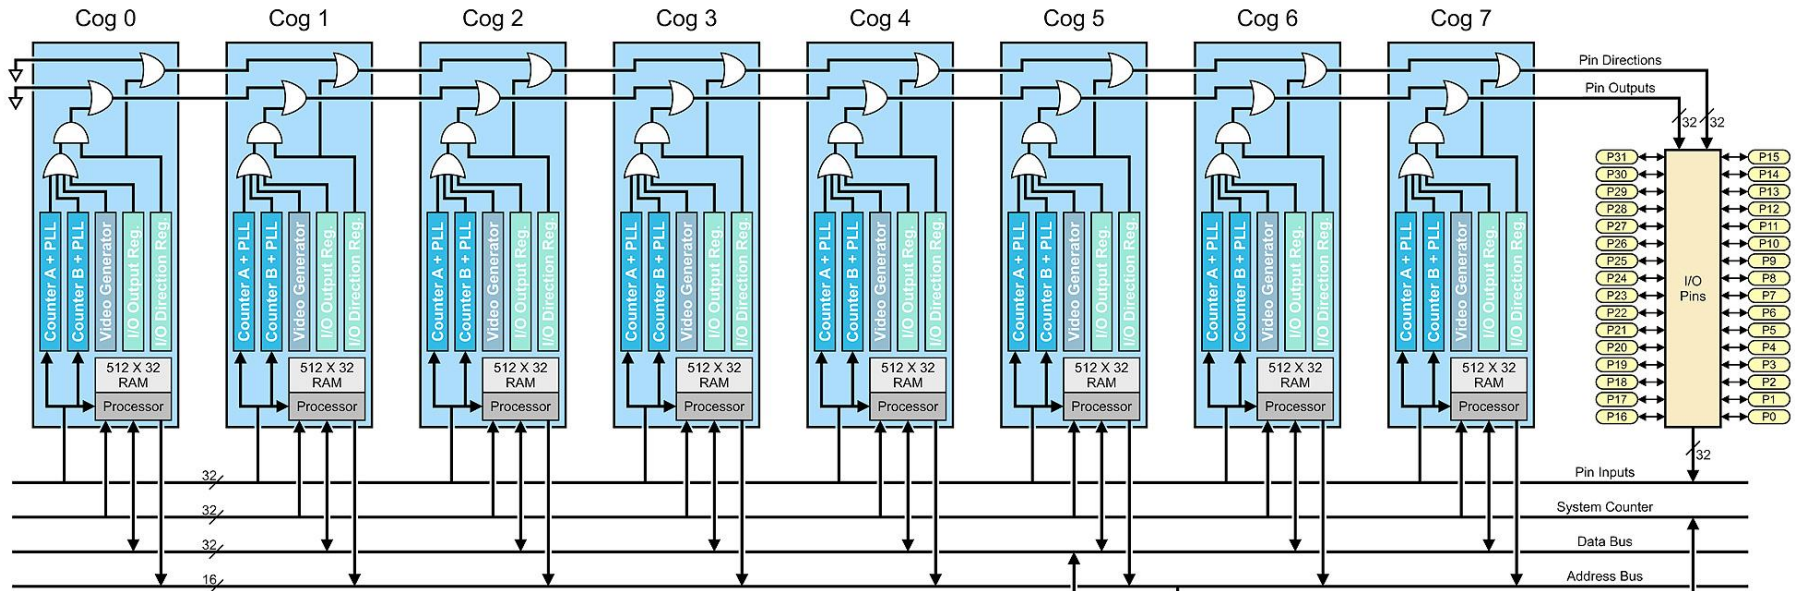 Cog 0 Cog 1 Cog 2 Cog 3 Cog 4 Cog 5 Cog 6 Cog 7
Pin Directions
Pin Outputs
32 32
Counter A + PLL Counter B + PLL Video Generator I/O Output Reg. I/O Direction Reg.
Counter A + PLL Counter B + PLL Video Generator I/O Output Reg. I/O Direction Reg.
Counter A + PLL Counter B + PLL Video Generator I/O Output Reg. I/O Direction Reg.
Counter A + PLL Counter B + PLL Video Generator I/O Output Reg. I/O Direction Reg.
Counter A + PLL Counter B + PLL Video Generator I/O Output Reg. I/O Direction Reg.
Counter A + PLL Counter B + PLL Video Generator I/O Output Reg. I/O Direction Reg.
Counter A + PLL Counter B + PLL Video Generator I/O Output Reg. I/O Direction Reg.
Counter A + PLL Counter B + PLL Video Generator I/O Output Reg. I/O Direction Reg.
512 X 32 512 X 32 512 X 32 512 X 32 512 X 32 512 X 32 512 X 32 512 X 32
RAM RAM RAM RAM RAM RAM RAM RAM
Processor Processor Processor Processor Processor Processor Processor Processor
P31 P15
P30 P14
P29 P13
P28 P12
P27 P11
P26 P10
P25 P9
P24 P8
I/O
Pins
P23 P7
P22 P6
P21 P5
P20 P4
P19 P3
P18 P2
P17 P1
P16 P0
32
32 Pin Inputs
32 System Counter
32 Data Bus
16 Address Bus